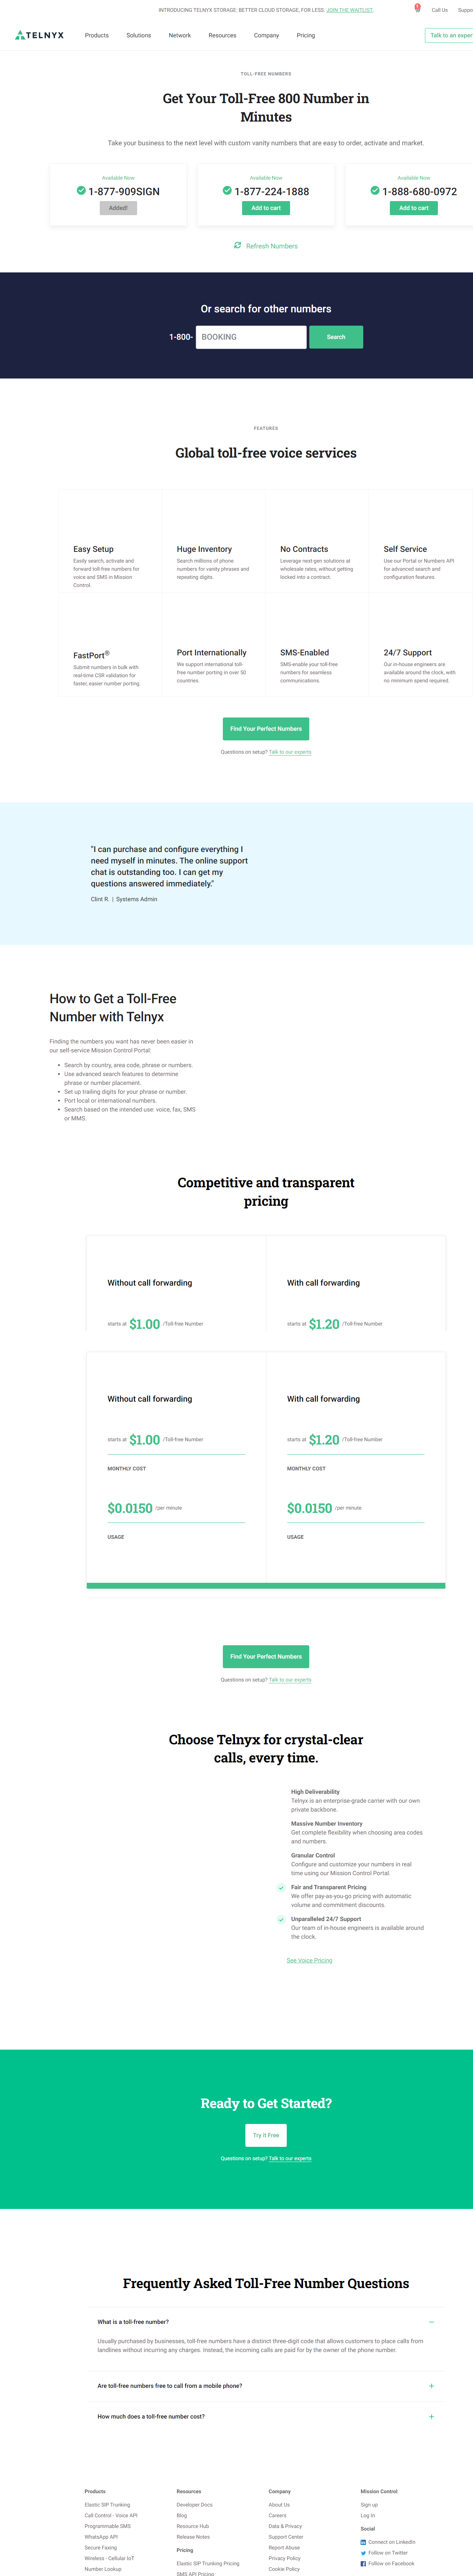 INTRODUCING TELNYX STORAGE: BETTER CLOUD STORAGE, FOR LESS. JOIN THE WAITLIST.
1
Call Us
TELNYX
Products
Solutions
Network
Resources
Company
Pricing
Talk to an
TOLL-FREE NUMBERS
Get Your Toll-Free 800 Number in
Minutes
Take your business to the next level with custom vanity numbers that are easy to order, activate and market.
Available Now
1-877-909SIGN
Added!
Available Now
1-877-224-1888
Add to cart
Available Now
1-888-680-0972
Add to cart
Refresh Numbers
Or search for other numbers
1-800-
BOOKING
Search
FEATURES
Global toll-free voice services
Easy Setup
Easily search, activate and
forward toll-free numbers for
voice and SMS in Mission
Control.
Huge Inventory
Search millions of phone
numbers for vanity phrases and
repeating digits.
No Contracts
Leverage next-gen solutions at
wholesale rates, without getting
locked into a contract.
Self Service
Use our Portal or Numbers API
for advanced search and
configuration features.
FastPort®
Submit numbers in bulk with
real-time CSR validation for
faster, easier number porting.
Port Internationally
We support international toll-
free number porting in over 50
countries.
SMS-Enabled
SMS-enable your toll-free
numbers for seamless
communications.
24/7 Support
Our in-house engineers are
available around the clock, with
no minimum spend required.
Find Your Perfect Numbers
Questions on setup? Talk to our experts
"I can purchase and configure everything I
need myself in minutes. The online support
chat is outstanding too. I can get my
questions answered immediately."
Clint R. | Systems Admin
How to Get a Toll-Free
Number with Telnyx
Finding the numbers you want has never been easier in
our self-service Mission Control Portal:
• Search by country, area code, phrase or numbers.
• Use advanced search features to determine
phrase or number placement.
• Set up trailing digits for your phrase or number.
• Port local or international numbers.
• Search based on the intended use: voice, fax, SMS
or MMS.
Competitive and transparent
pricing
Without call forwarding
starts at $1.00 /Toll-free Number
With call forwarding
starts at $1.20 /Toll-free Number
Without call forwarding
starts at $1.00 /Toll-free Number
MONTHLY COST
$0.0150 /per minute
USAGE
With call forwarding
starts at $1.20 /Toll-free Number
MONTHLY COST
$0.0150 /per minute
USAGE
Find Your Perfect Numbers
Questions on setup? Talk to our experts
Choose Telnyx for crystal-clear
calls, every time.
High Deliverability
Telnyx is an enterprise-grade carrier with our own
private backbone.
Massive Number Inventory
Get complete flexibility when choosing area codes
and numbers.
Granular Control
Configure and customize your numbers in real
time using our Mission Control Portal.
Fair and Transparent Pricing
We offer pay-as-you-go pricing with automatic
volume and commitment discounts.
Unparalleled 24/7 Support
Our team of in-house engineers is available around
the clock.
See Voice Pricing
Ready to Get Started?
Try it Free
Questions on setup? Talk to our experts
Frequently Asked Toll-Free Number Questions
What is a toll-free number?
Usually purchased by businesses, toll-free numbers have a distinct three-digit code that allows customers to place calls from
landlines without incurring any charges. Instead, the incoming calls are paid for by the owner of the phone number.
Are toll-free numbers free to call from a mobile phone?
How much does a toll-free number cost?
Products
Elastic SIP Trunking
Call Control - Voice API
Programmable SMS
WhatsApp API
Secure Faxing
Wireless - Cellular IoT
Number Lookup
Resources
Developer Docs
Blog
Resource Hub
Release Notes
Pricing
Elastic SIP Trunking Pricing
SMS API Pricing
Company
About Us
Careers
Data & Privacy
Support Center
Report Abuse
Privacy Policy
Cookie Policy
Mission Control
Sign up
Log In
Social
Connect on LinkedIn
Follow on Twitter
Follow on Facebook